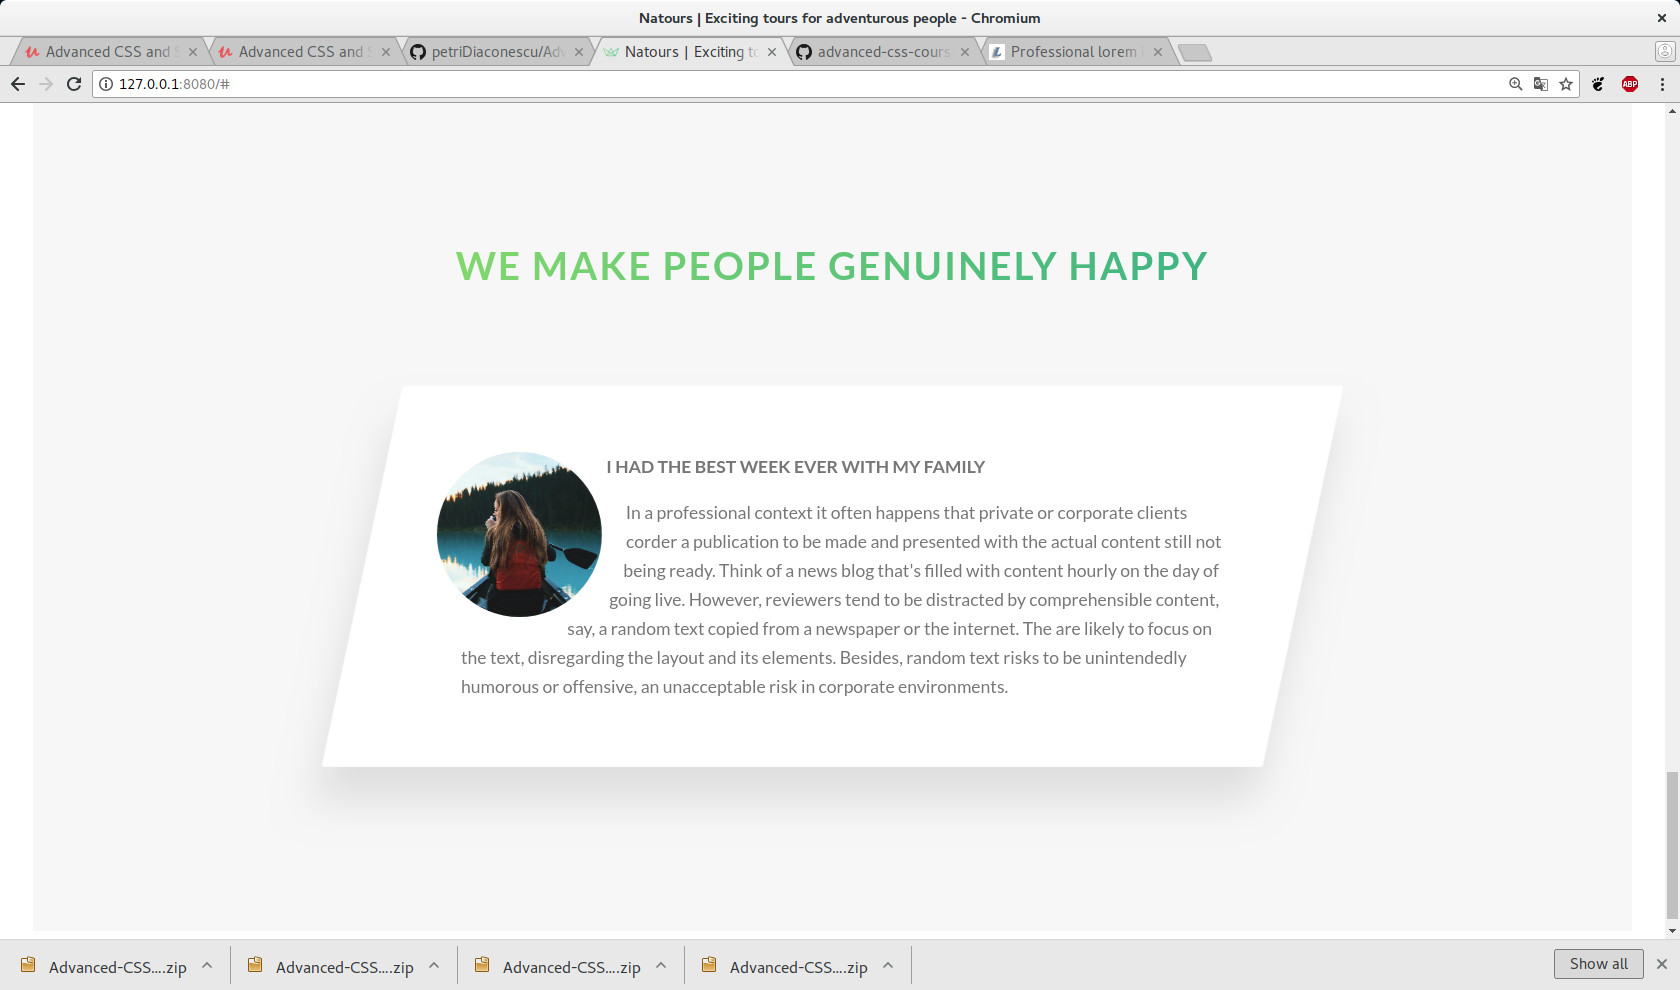 Natours | Exciting tours for adventurous people - Chromium
Advanced CSS and
Advanced CSS and
petriDiaconescu/Adv
Natours | Exciting to
advanced-css-cours
Professional lorem
127.0.0.1:8080/#
ABP
WE MAKE PEOPLE GENUINELY HAPPY
I HAD THE BEST WEEK EVER WITH MY FAMILY
In a professional context it often happens that private or corporate clients
corder a publication to be made and presented with the actual content still not
being ready. Think of a news blog that's filled with content hourly on the day of
going live. However, reviewers tend to be distracted by comprehensible content,
say, a random text copied from a newspaper or the internet. The are likely to focus on
the text, disregarding the layout and its elements. Besides, random text risks to be unintendedly
humorous or offensive, an unacceptable risk in corporate environments.
Advanced-CSS....zip
Advanced-CSS....zip
Advanced-CSS....zip
Advanced-CSS....zip
Show all